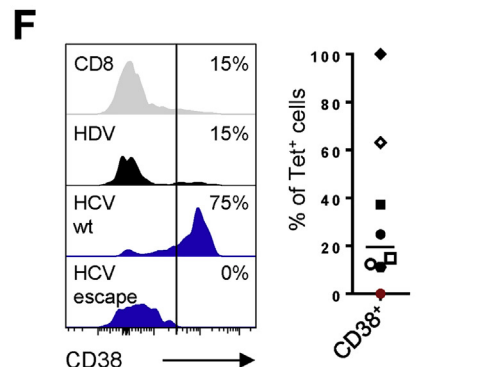 F
CD8 15%
HDV 15%
HCV 75%
wt
HCV 0%
escape
CD38
% of Tet⁺ cells
100
80
60
40
20
0
CD38⁺